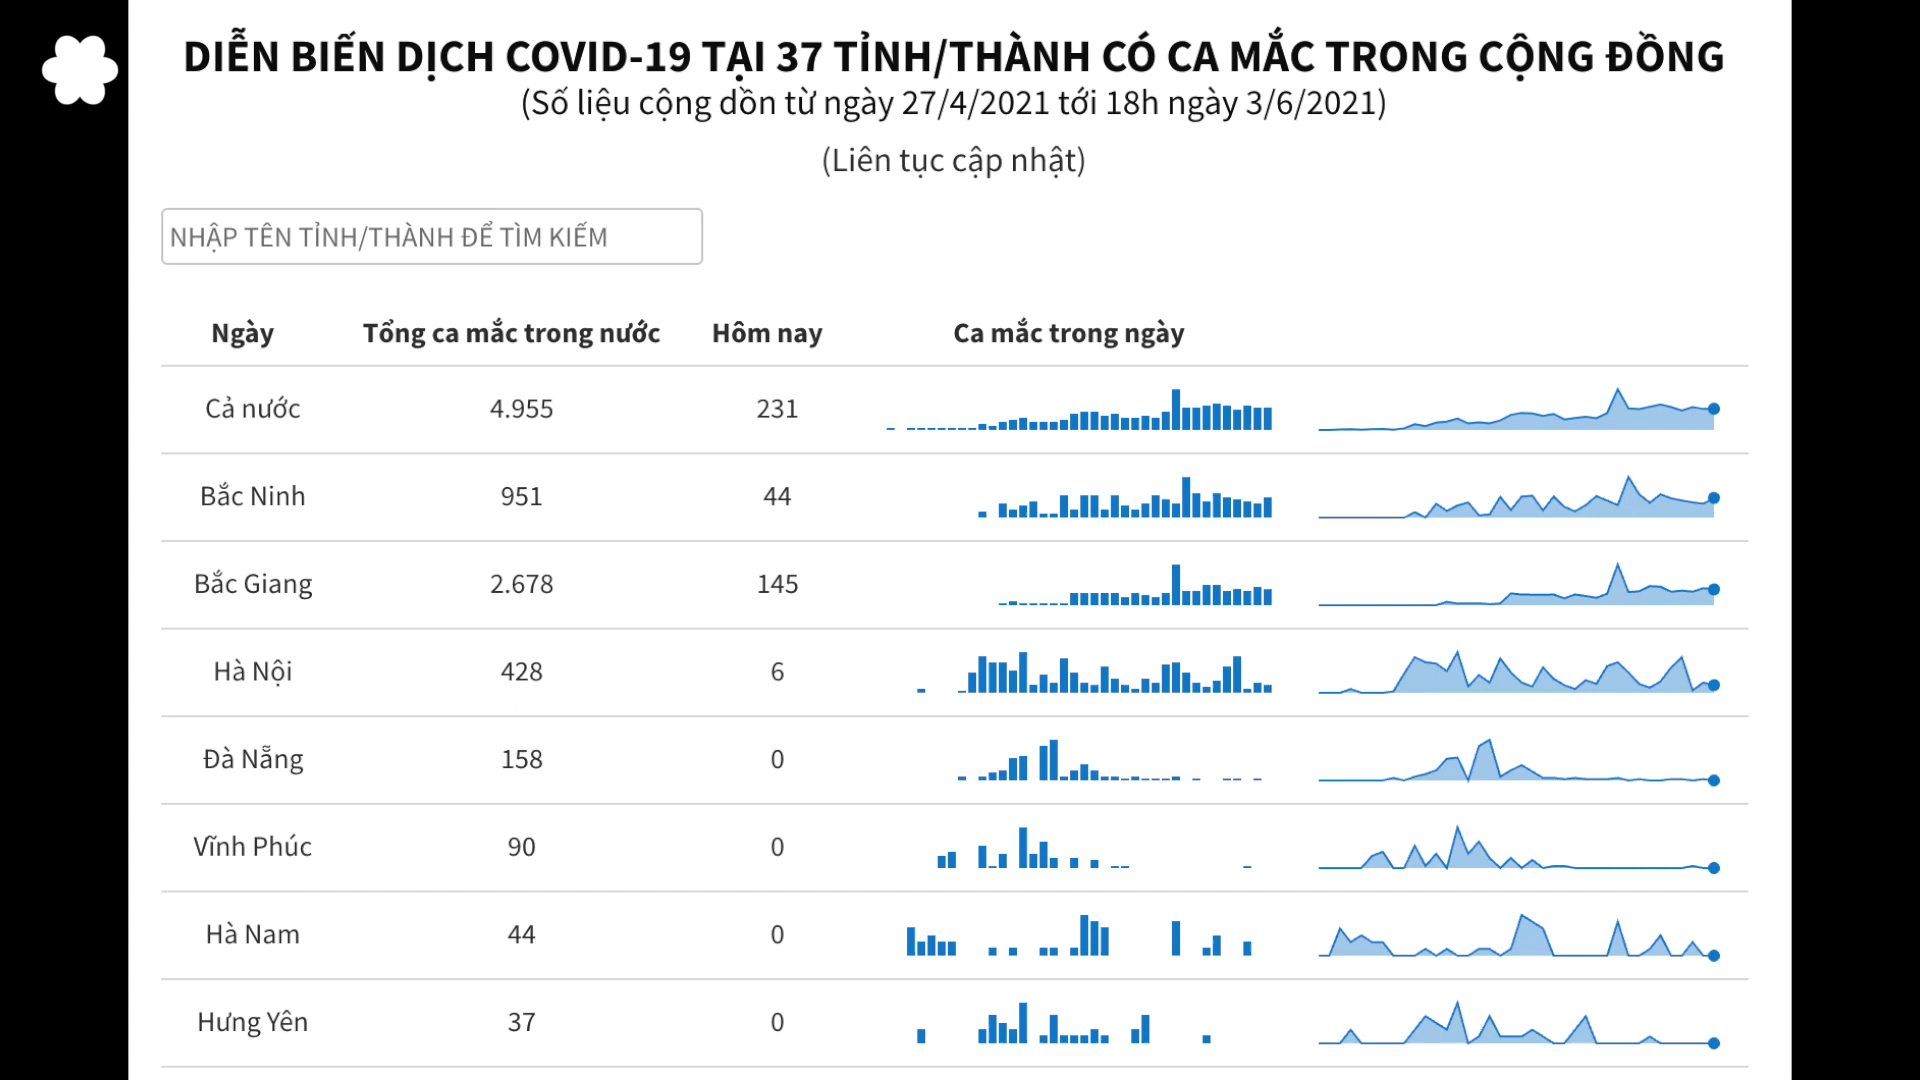 DIỄN BIẾN DỊCH COVID-19 TẠI 37 TỈNH/THÀNH CÓ CA MẮC TRONG CỘNG ĐỒNG
(Số liệu cộng dồn từ ngày 27/4/2021 tới 18h ngày 3/6/2021)
(Liên tục cập nhật)
NHẬP TÊN TỈNH/THÀNH ĐỂ TÌM KIẾM
Ngày Tổng ca mắc trong nước Hôm nay Ca mắc trong ngày
Cả nước 4.955 231
Bắc Ninh 951 44
Bắc Giang 2.678 145
Hà Nội 428 6
Đà Nẵng 158 0
Vĩnh Phúc 90 0
Hà Nam 44 0
Hưng Yên 37 0